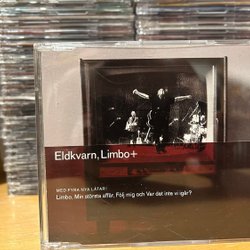 Eldkvarn, Limbo+
MED FYRA NYA LÅTAR:
Limbo, Min största affär, Följ mig och Var det inte vi igår?